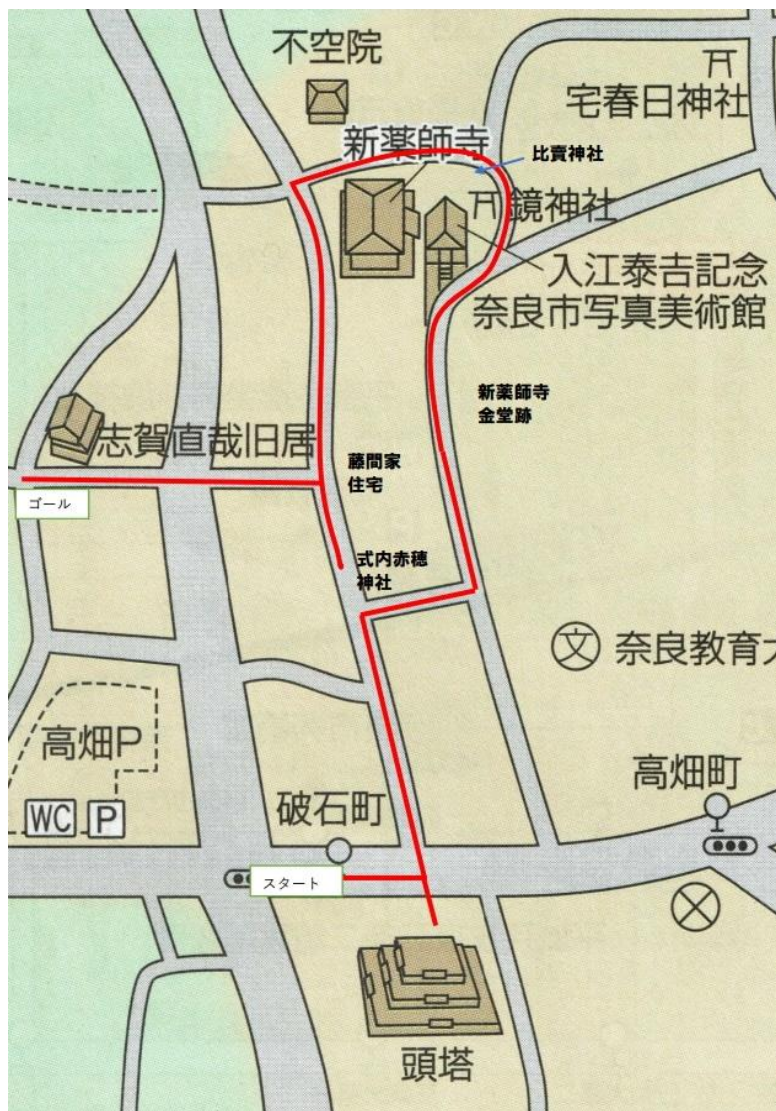 不空院
宅春日神社
新薬師寺
比賣神社
鏡神社
入江泰𠮷記念
奈良市写真美術館
新薬師寺
金堂跡
志賀直哉旧居
藤間家
住宅
ゴール
式内赤穂
神社
文 奈良教育大
高畑P
高畑町
WC P
破石町
スタート
頭塔